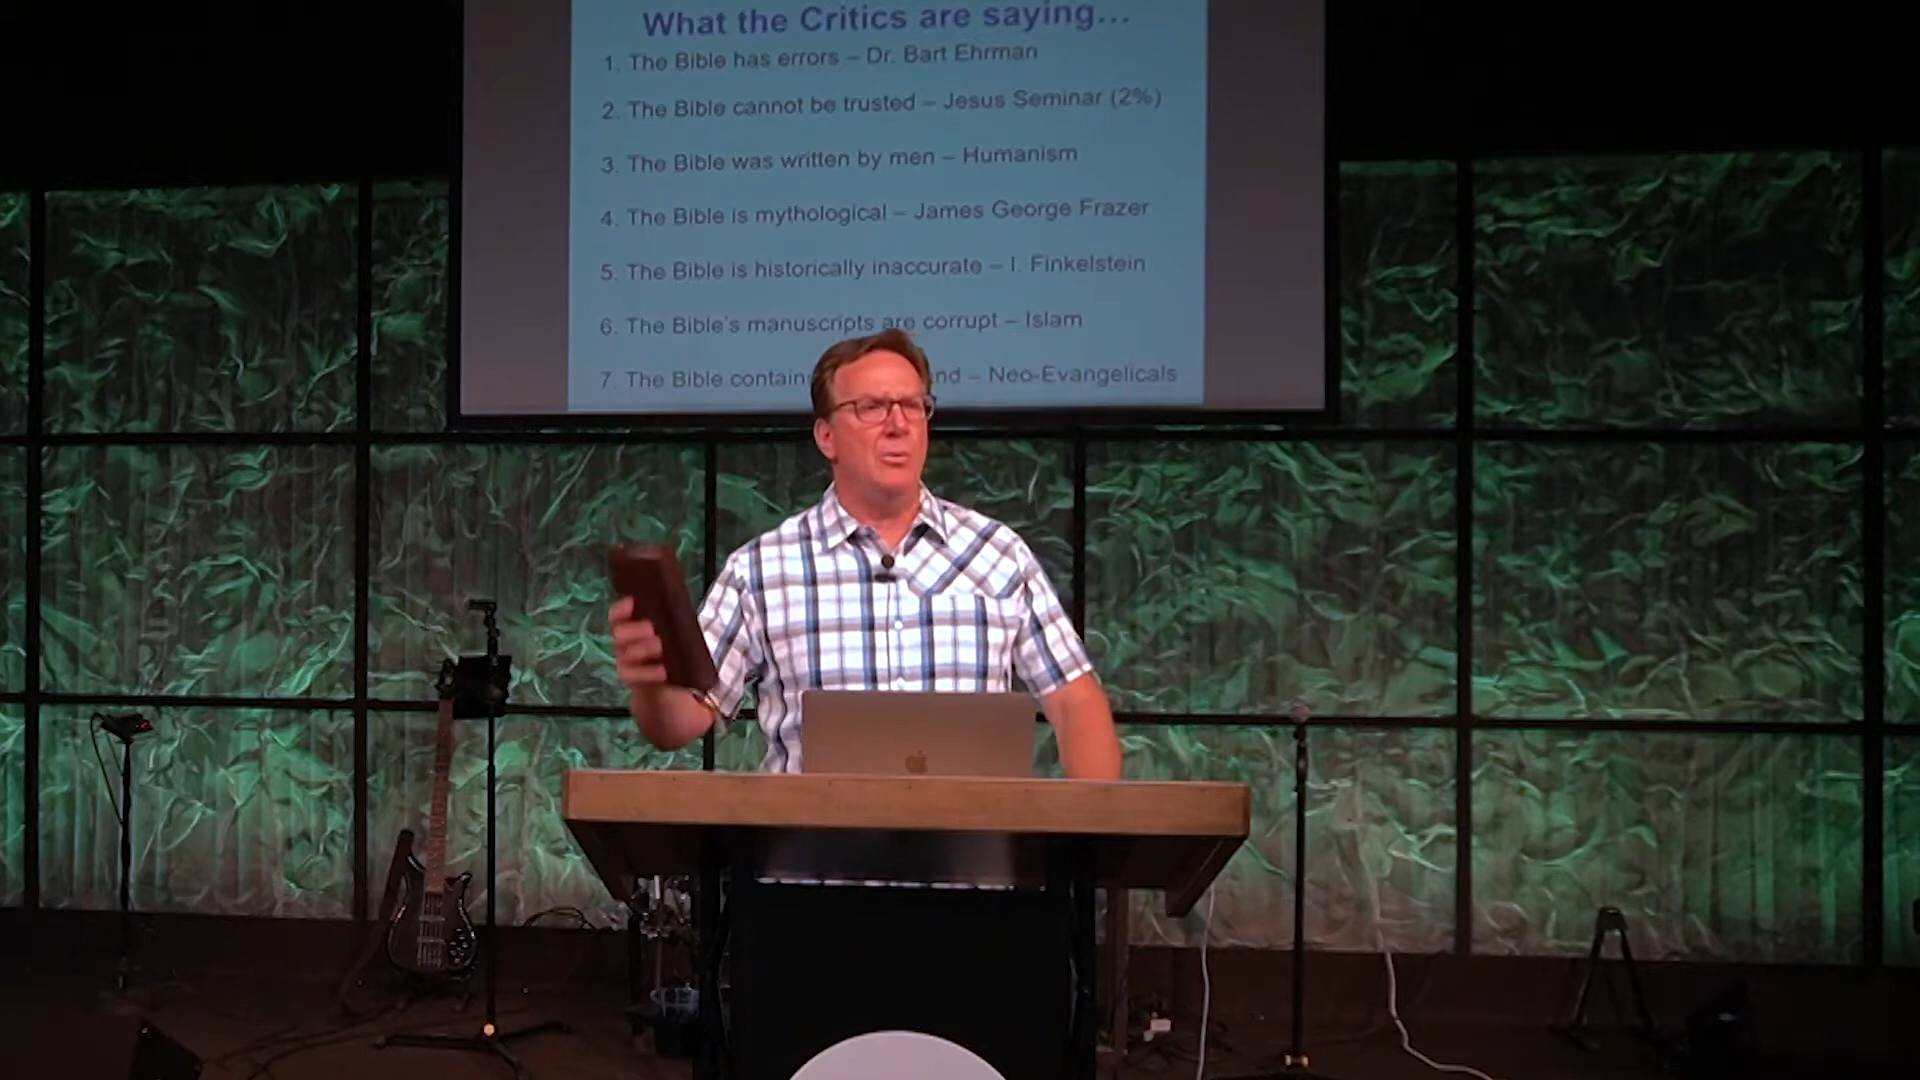 What the Critics are saying...
1. The Bible has errors – Dr. Bart Ehrman
2. The Bible cannot be trusted – Jesus Seminar (2%)
3. The Bible was written by men – Humanism
4. The Bible is mythological – James George Frazer
5. The Bible is historically inaccurate – I. Finkelstein
6. The Bible's manuscripts are corrupt – Islam
7. The Bible – Neo-Evangelicals